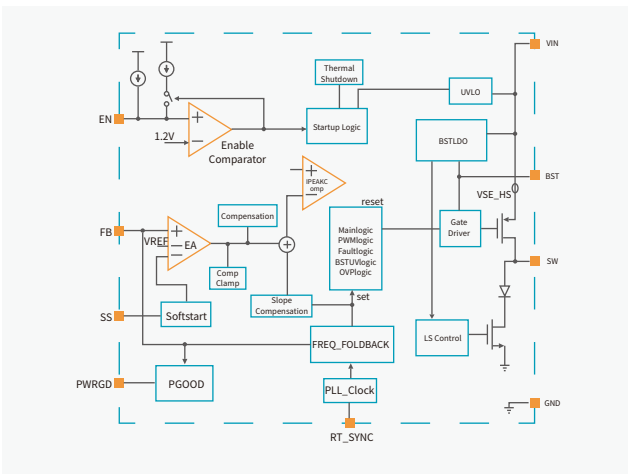 VIN
Thermal
Shutdown
UVLO
EN
Startup Logic
1.2V
Enable
Comparator
BSTLDO
BST
IPEAKC
omp
VSE_HS
reset
Compensation
FB
VREF
EA
Mainlogic
PWMlogic
Faultlogic
BSTUVlogic
OVPlogic
Gate
Driver
SW
Comp
Clamp
Slope
Compensation
set
SS
Softstart
FREQ_FOLDBACK
LS Control
PWRGD
PGOOD
PLL_Clock
GND
RT_SYNC